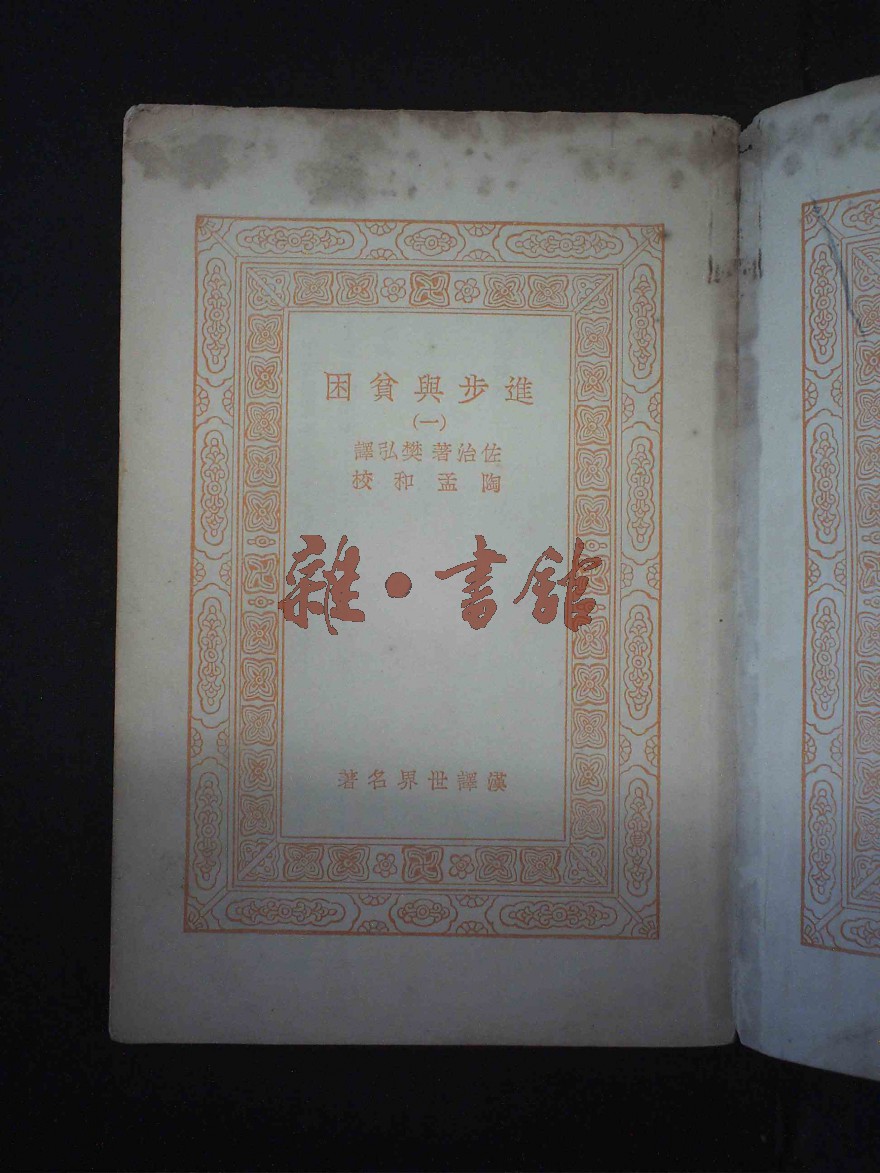 進步與貧困
(一)
佐治著樊弘譯
陶孟和校
雜·書館
漢譯世界名著